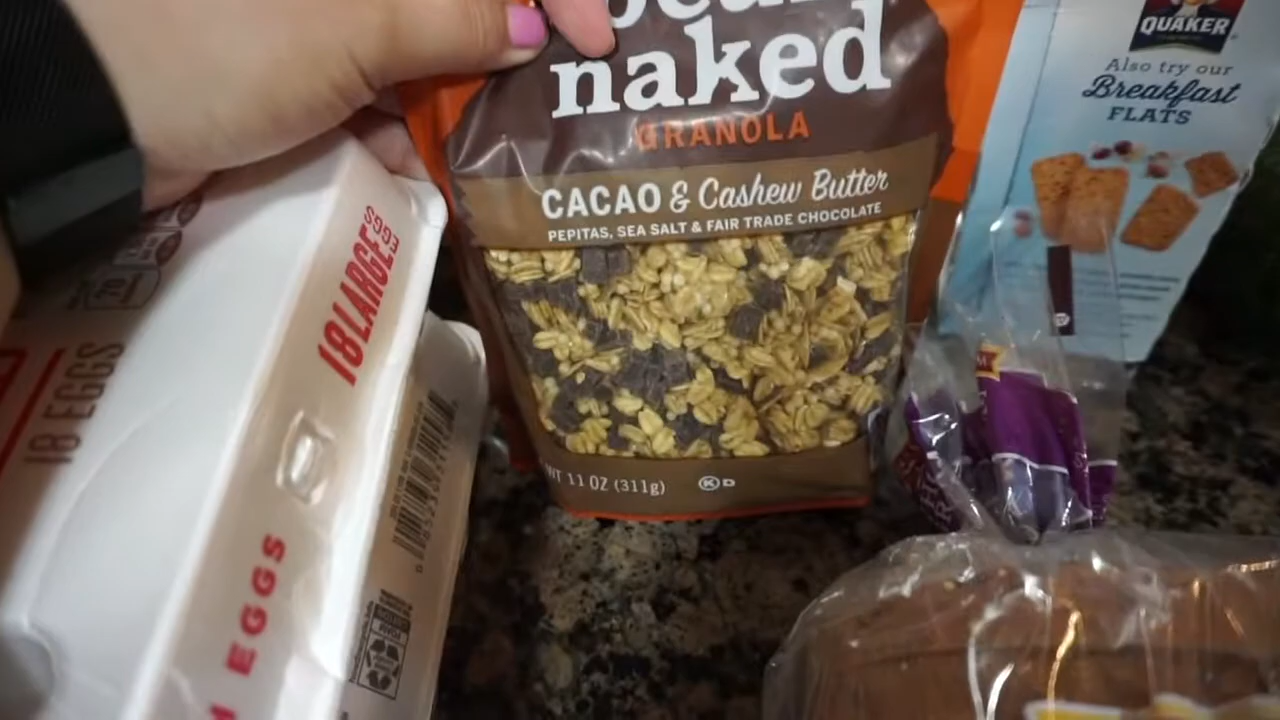 naked
GRANOLA
CACAO & Cashew Butter
PEPITAS, SEA SALT & FAIR TRADE CHOCOLATE
WT 11 OZ (311g)
K D
QUAKER
Also try our
Breakfast
FLATS
18 LARGE
EGGS
18 EGGS
EGGS